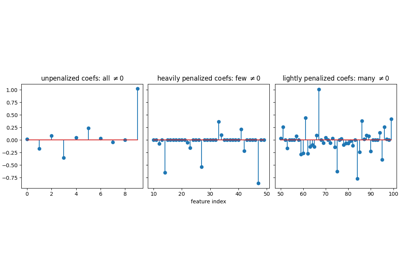 unpenalized coefs: all ≠0
heavily penalized coefs: few ≠0
lightly penalized coefs: many ≠0
1.00
0.75
0.50
0.25
0.00
−0.25
−0.50
−0.75
0 2 4 6 8
10 20 30 40 50
50 60 70 80 90 100
feature index